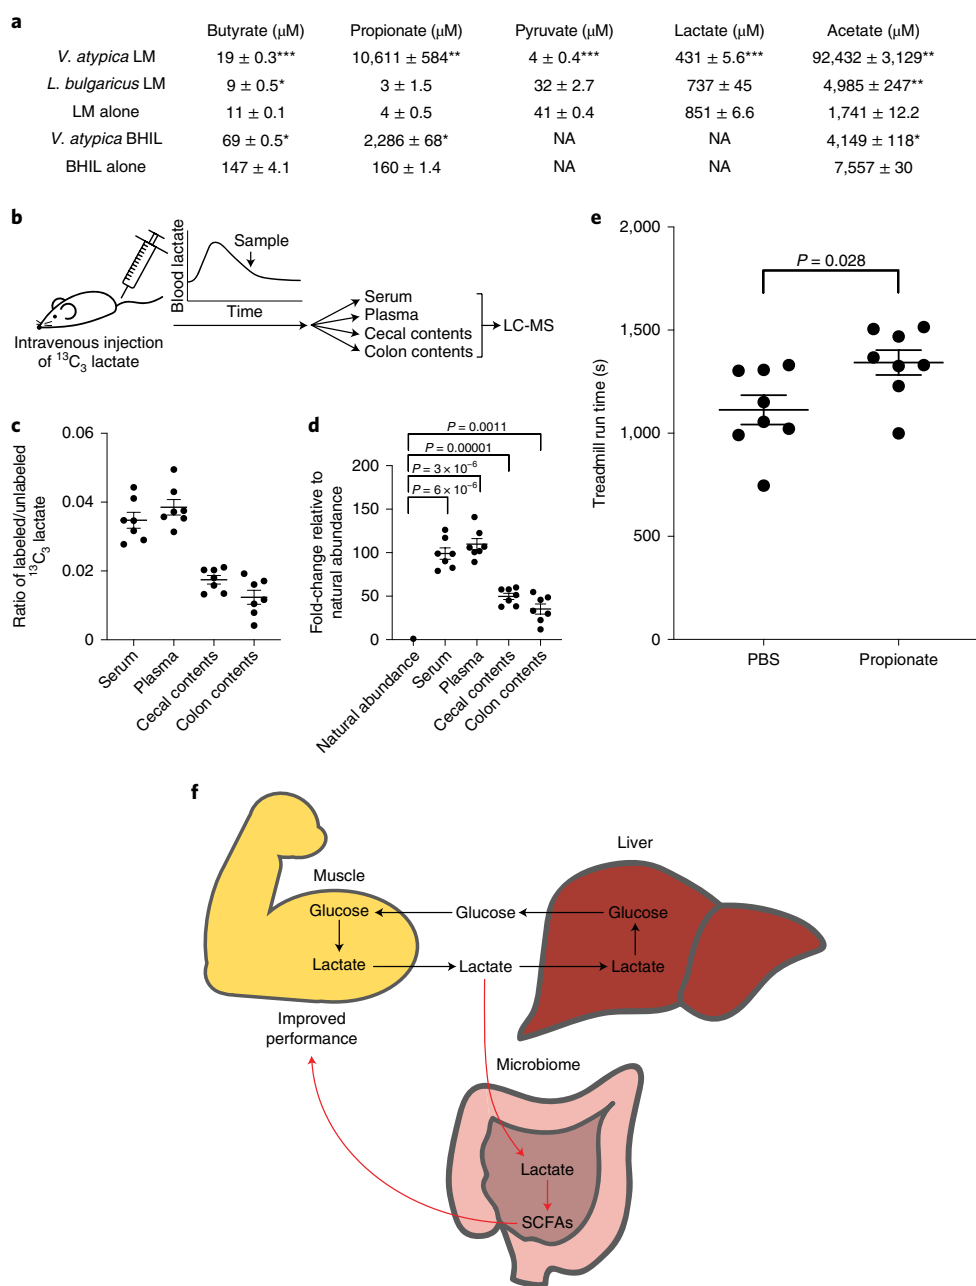 a
Butyrate (µM) Propionate (µM) Pyruvate (µM) Lactate (µM) Acetate (µM)
V. atypica LM 19 ± 0.3*** 10,611 ± 584** 4 ± 0.4*** 431 ± 5.6*** 92,432 ± 3,129**
L. bulgaricus LM 9 ± 0.5* 3 ± 1.5 32 ± 2.7 737 ± 45 4,985 ± 247**
LM alone 11 ± 0.1 4 ± 0.5 41 ± 0.4 851 ± 6.6 1,741 ± 12.2
V. atypica BHIL 69 ± 0.5* 2,286 ± 68* NA NA 4,149 ± 118*
BHIL alone 147 ± 4.1 160 ± 1.4 NA NA 7,557 ± 30
b
Blood lactate
Sample
Time
Intravenous injection
of ¹³C₃ lactate
Serum
Plasma
Cecal contents
Colon contents
LC-MS
c
Ratio of labeled/unlabeled
¹³C₃ lactate
0.06
0.04
0.02
0
Serum
Plasma
Cecal contents
Colon contents
d
Fold-change relative to
natural abundance
P = 0.0011
P = 0.00001
P = 3 × 10⁻⁶
P = 6 × 10⁻⁶
200
150
100
50
0
Natural abundance
Serum
Plasma
Cecal contents
Colon contents
e
Treadmill run time (s)
2,000
1,500
1,000
500
0
P = 0.028
PBS
Propionate
f
Muscle
Glucose
Lactate
Improved
performance
Glucose
Lactate
Liver
Glucose
Lactate
Microbiome
Lactate
SCFAs